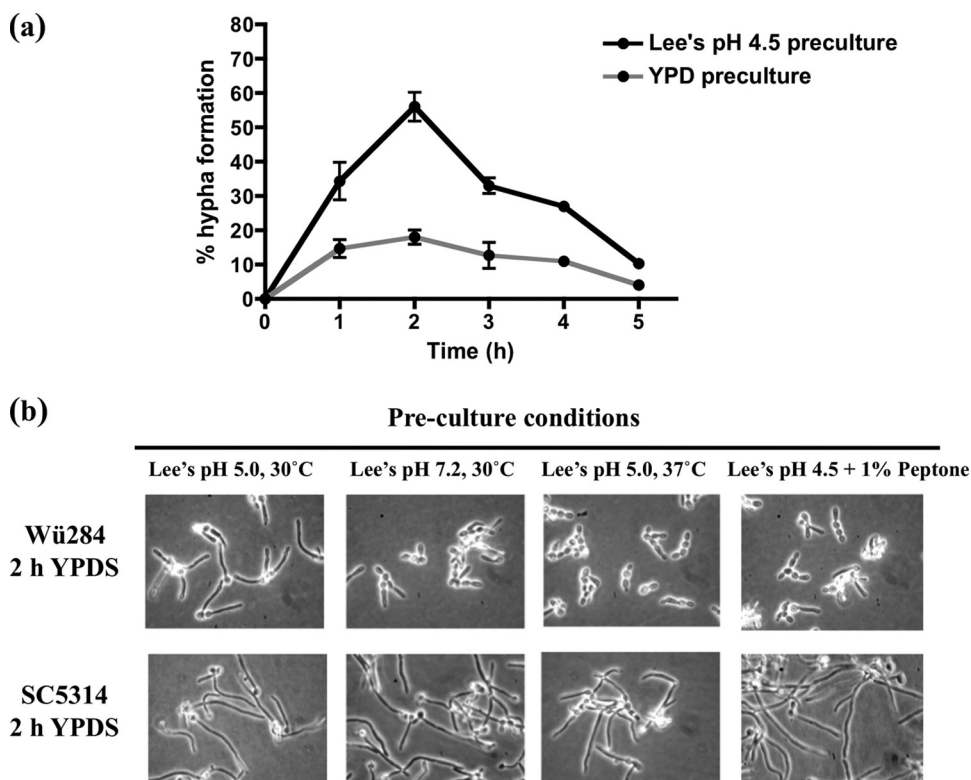 (a)
80
70
60
50
40
30
20
10
0
% hypha formation
0 1 2 3 4 5
Time (h)
Lee's pH 4.5 preculture
YPD preculture
(b)
Pre-culture conditions
Lee's pH 5.0, 30˚C Lee's pH 7.2, 30˚C Lee's pH 5.0, 37˚C Lee's pH 4.5 + 1% Peptone
Wü284
2 h YPDS
SC5314
2 h YPDS